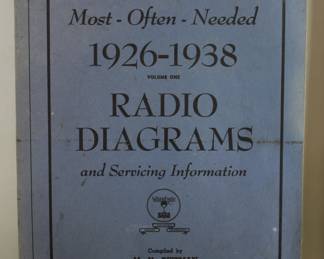 Most - Often - Needed
1926-1938
VOLUME ONE
RADIO
DIAGRAMS
and Servicing Information
Compiled by